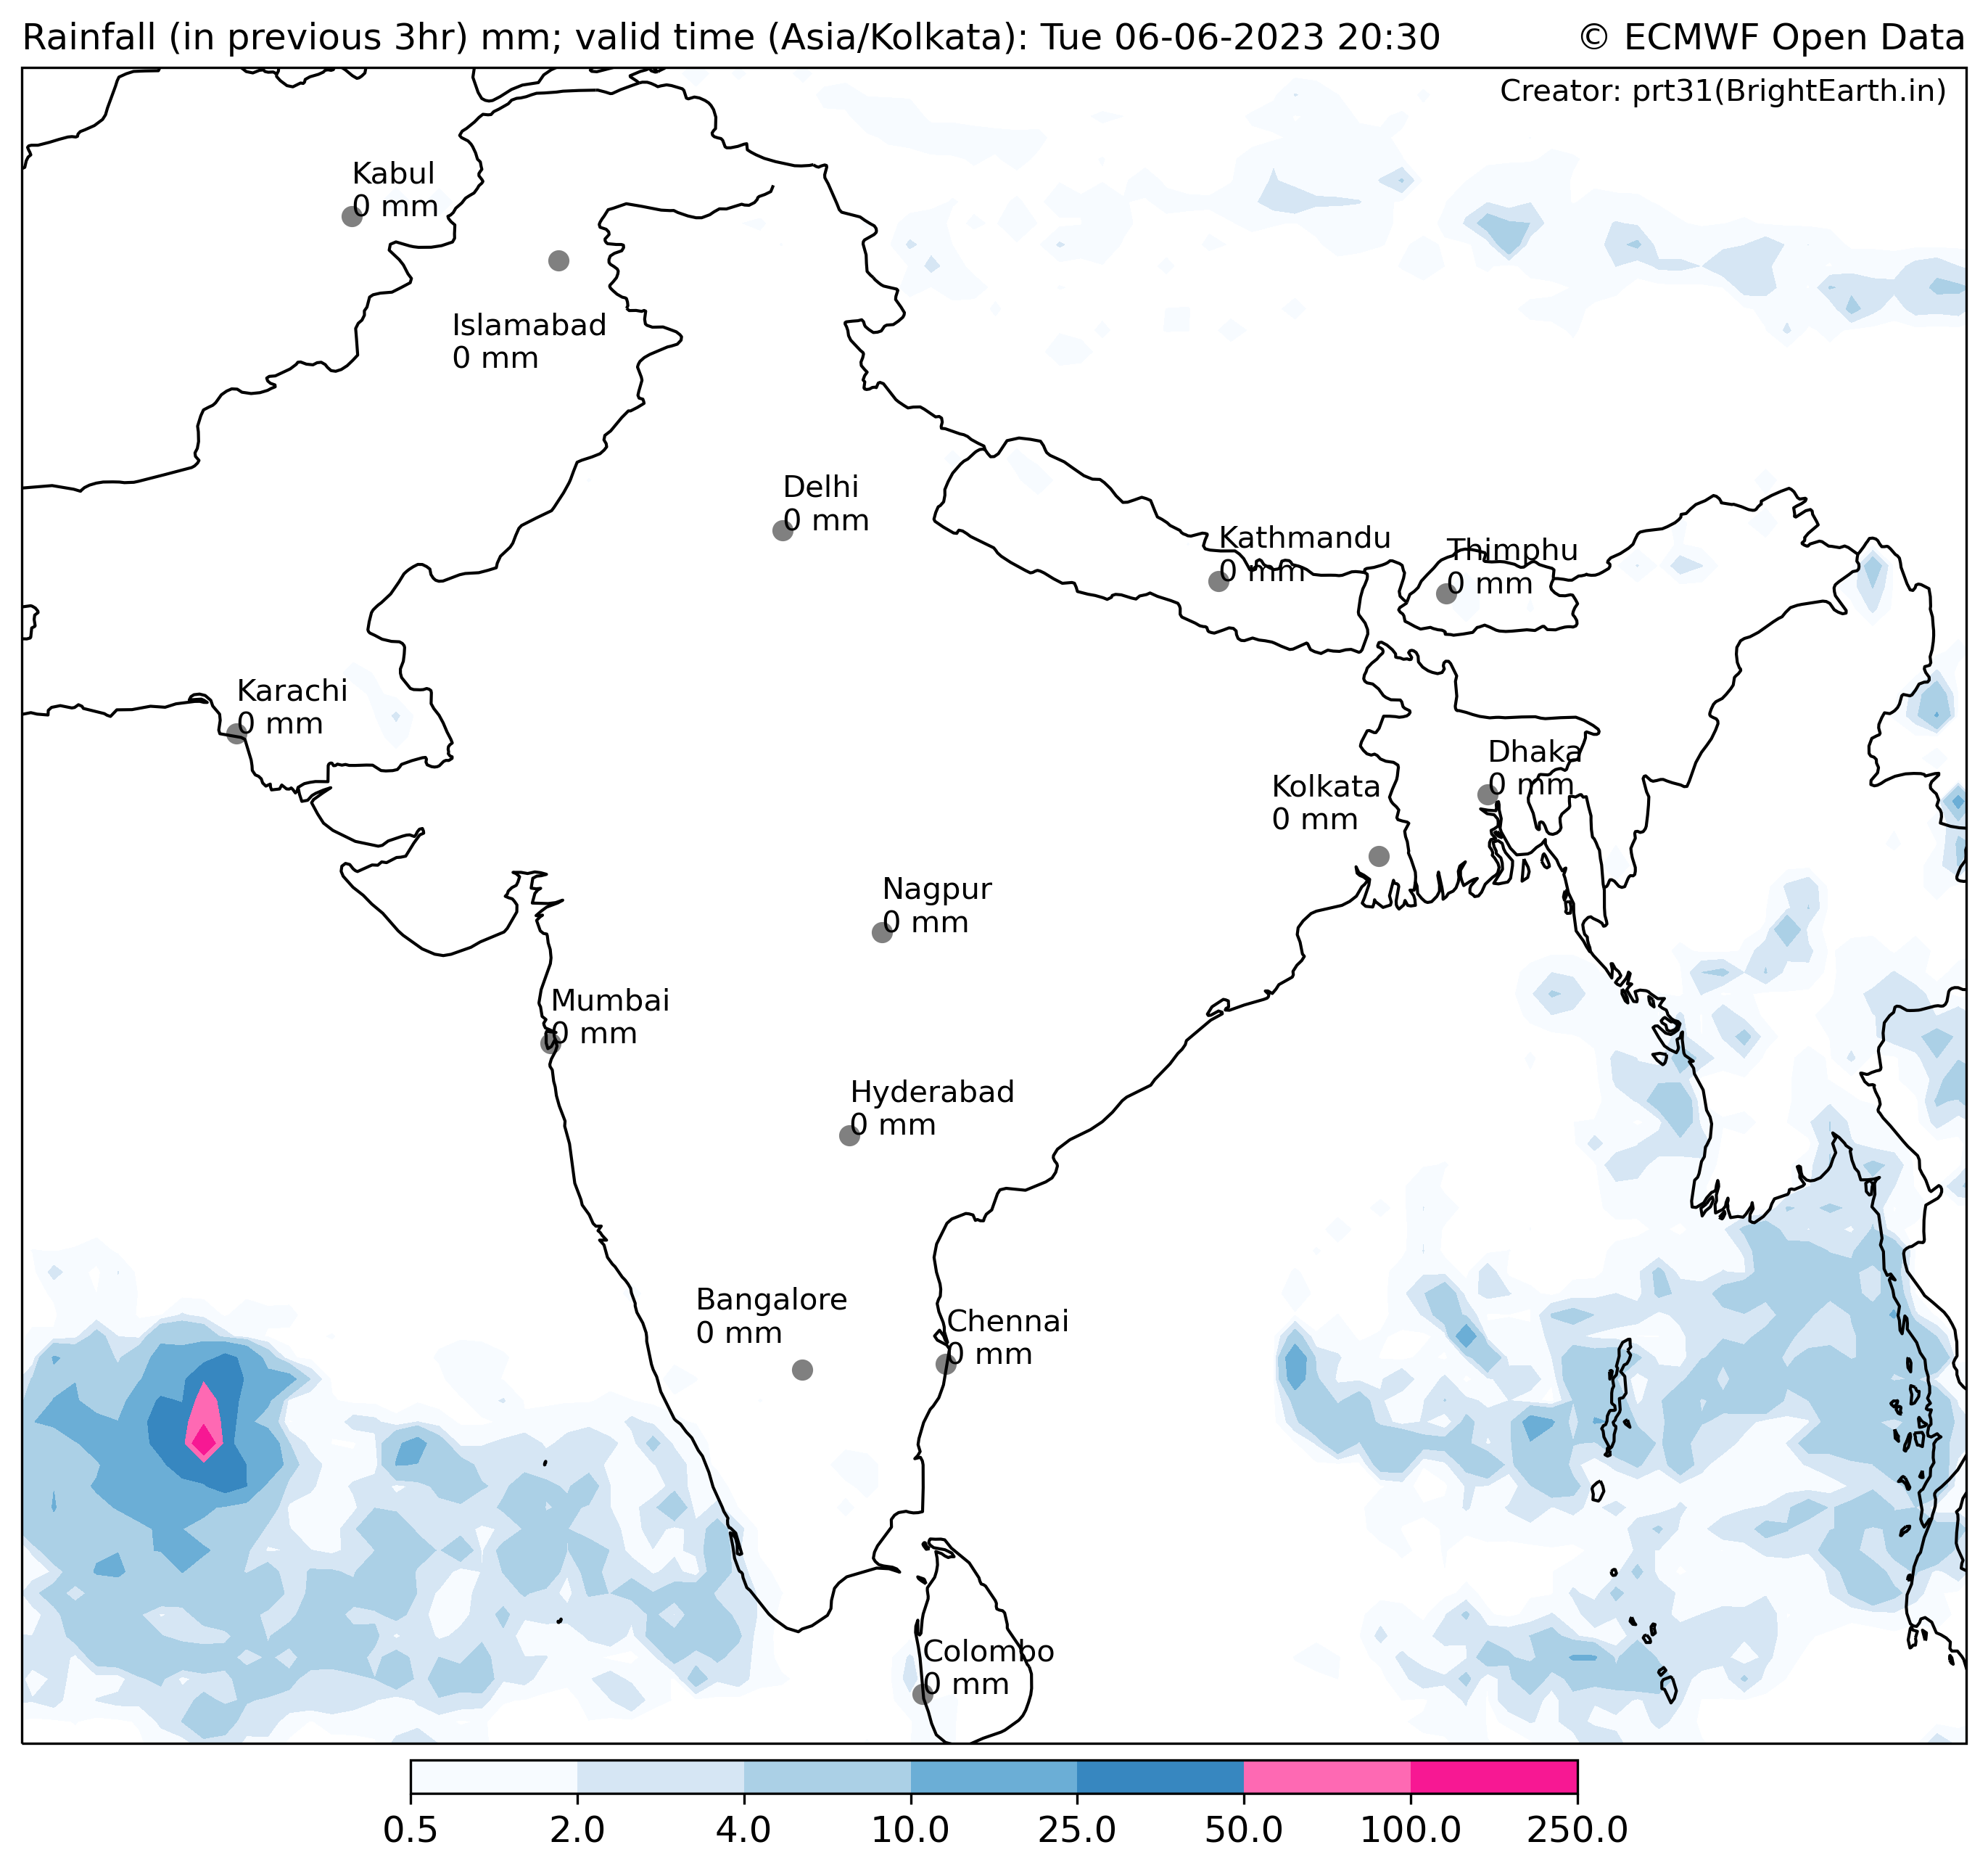 Rainfall (in previous 3hr) mm; valid time (Asia/Kolkata): Tue 06-06-2023 20:30
© ECMWF Open Data
Creator: prt31(BrightEarth.in)
Kabul
0 mm
Islamabad
0 mm
Delhi
0 mm
Kathmandu
0 mm
Thimphu
0 mm
Karachi
0 mm
Dhaka
0 mm
Kolkata
0 mm
Nagpur
0 mm
Mumbai
0 mm
Hyderabad
0 mm
Bangalore
0 mm
Chennai
0 mm
Colombo
0 mm
0.5 2.0 4.0 10.0 25.0 50.0 100.0 250.0